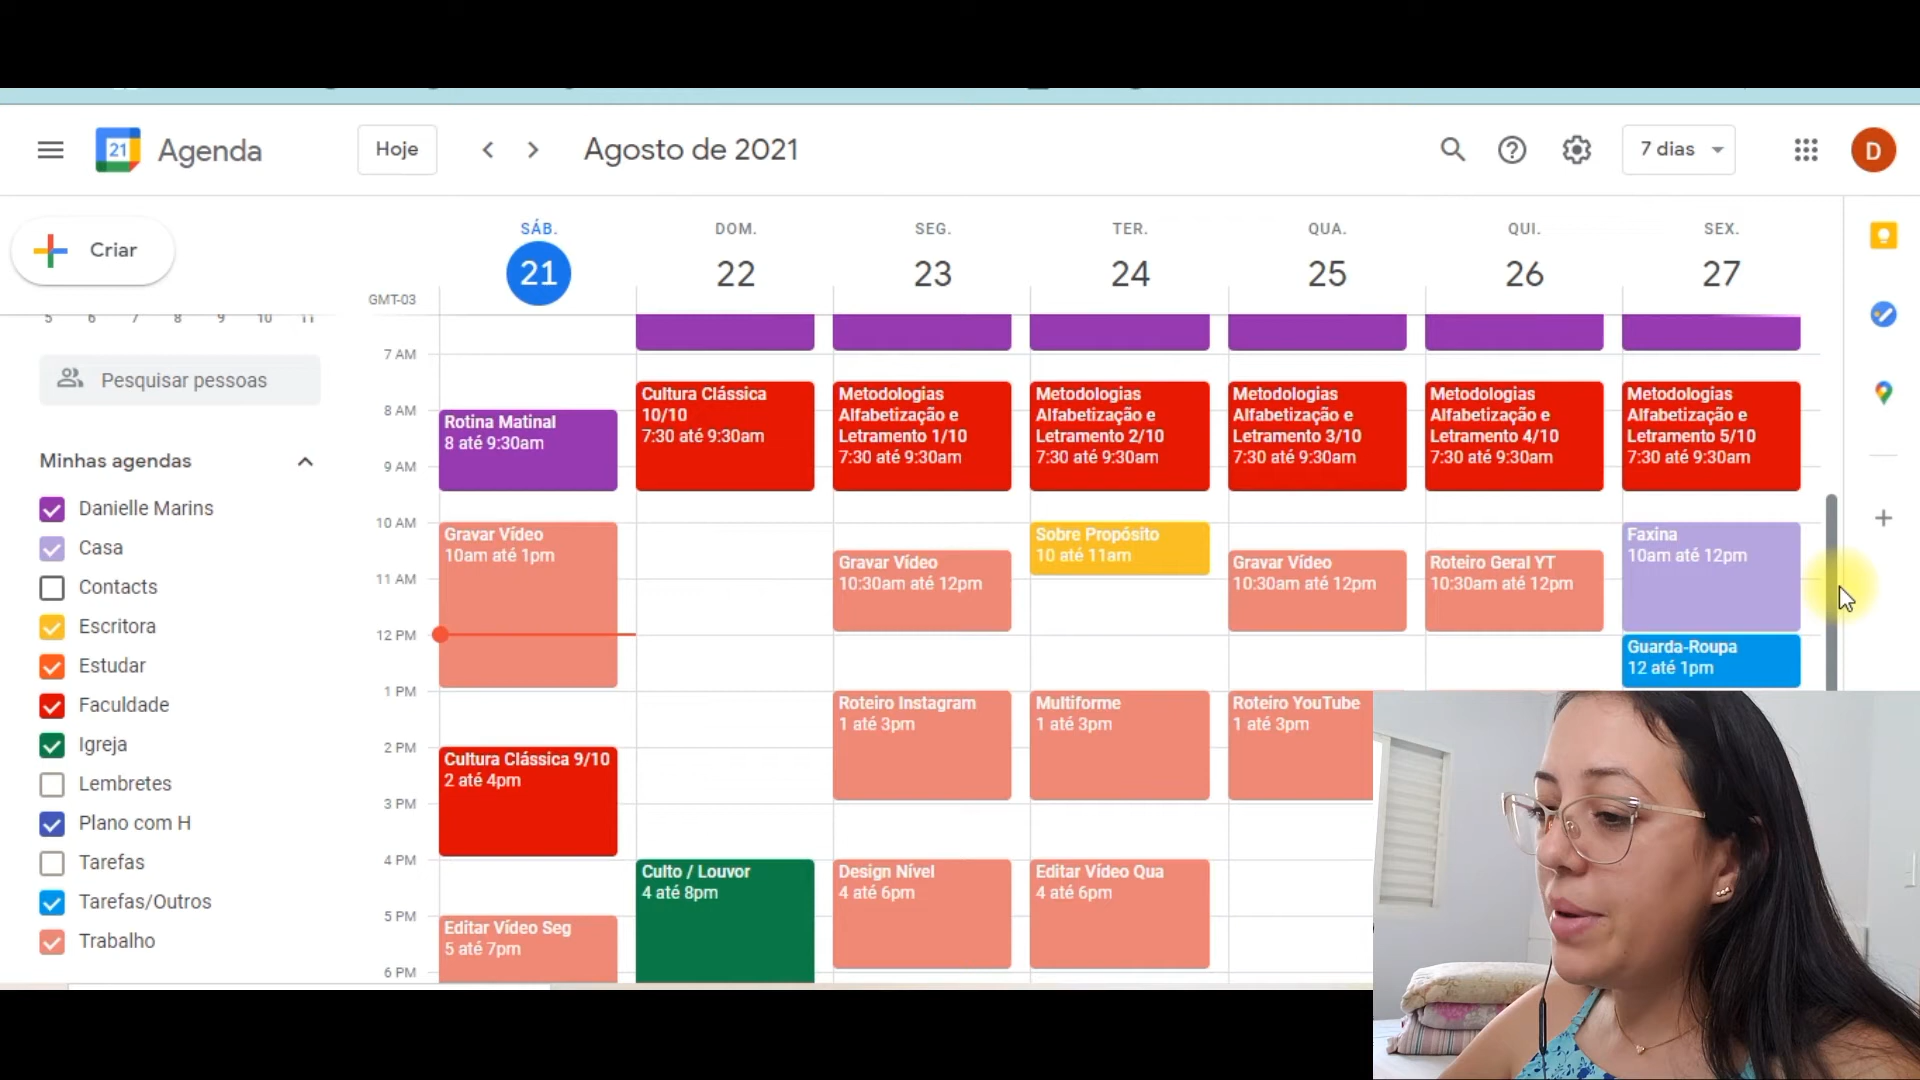 21 Agenda
Hoje
Agosto de 2021
7 dias
D
Criar
GMT-03
SÁB.
21
DOM.
22
SEG.
23
TER.
24
QUA.
25
QUI.
26
SEX.
27
5 6 7 8 9 10 11
Pesquisar pessoas
Minhas agendas
Danielle Marins
Casa
Contacts
Escritora
Estudar
Faculdade
Igreja
Lembretes
Plano com H
Tarefas
Tarefas/Outros
Trabalho
7 AM
8 AM
9 AM
10 AM
11 AM
12 PM
1 PM
2 PM
3 PM
4 PM
5 PM
6 PM
Rotina Matinal
8 até 9:30am
Gravar Vídeo
10am até 1pm
Cultura Clássica 9/10
2 até 4pm
Editar Vídeo Seg
5 até 7pm
Cultura Clássica
10/10
7:30 até 9:30am
Culto / Louvor
4 até 8pm
Metodologias
Alfabetização e
Letramento 1/10
7:30 até 9:30am
Gravar Vídeo
10:30am até 12pm
Roteiro Instagram
1 até 3pm
Design Nível
4 até 6pm
Metodologias
Alfabetização e
Letramento 2/10
7:30 até 9:30am
Sobre Propósito
10 até 11am
Multiforme
1 até 3pm
Editar Vídeo Qua
4 até 6pm
Metodologias
Alfabetização e
Letramento 3/10
7:30 até 9:30am
Gravar Vídeo
10:30am até 12pm
Roteiro YouTube
1 até 3pm
Metodologias
Alfabetização e
Letramento 4/10
7:30 até 9:30am
Roteiro Geral YT
10:30am até 12pm
Metodologias
Alfabetização e
Letramento 5/10
7:30 até 9:30am
Faxina
10am até 12pm
Guarda-Roupa
12 até 1pm